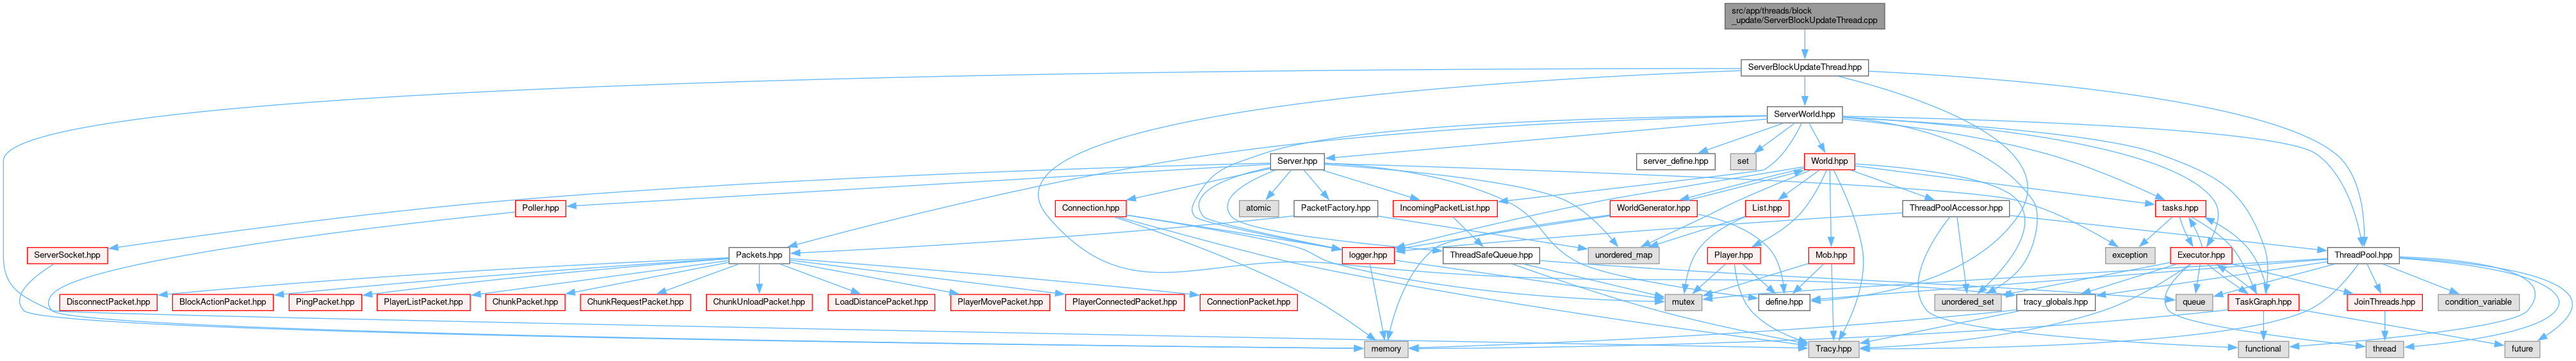 src/app/threads/block
_update/ServerBlockUpdateThread.cpp
ServerBlockUpdateThread.hpp
ServerWorld.hpp
Server.hpp
server_define.hpp
set
World.hpp
Poller.hpp
Connection.hpp
atomic
PacketFactory.hpp
IncomingPacketList.hpp
WorldGenerator.hpp
List.hpp
ThreadPoolAccessor.hpp
tasks.hpp
ServerSocket.hpp
Packets.hpp
logger.hpp
ThreadSafeQueue.hpp
unordered_map
Player.hpp
Mob.hpp
exception
Executor.hpp
ThreadPool.hpp
DisconnectPacket.hpp
BlockActionPacket.hpp
PingPacket.hpp
PlayerListPacket.hpp
ChunkPacket.hpp
ChunkRequestPacket.hpp
ChunkUnloadPacket.hpp
LoadDistancePacket.hpp
PlayerMovePacket.hpp
PlayerConnectedPacket.hpp
ConnectionPacket.hpp
mutex
define.hpp
unordered_set
tracy_globals.hpp
queue
TaskGraph.hpp
JoinThreads.hpp
condition_variable
memory
Tracy.hpp
functional
thread
future